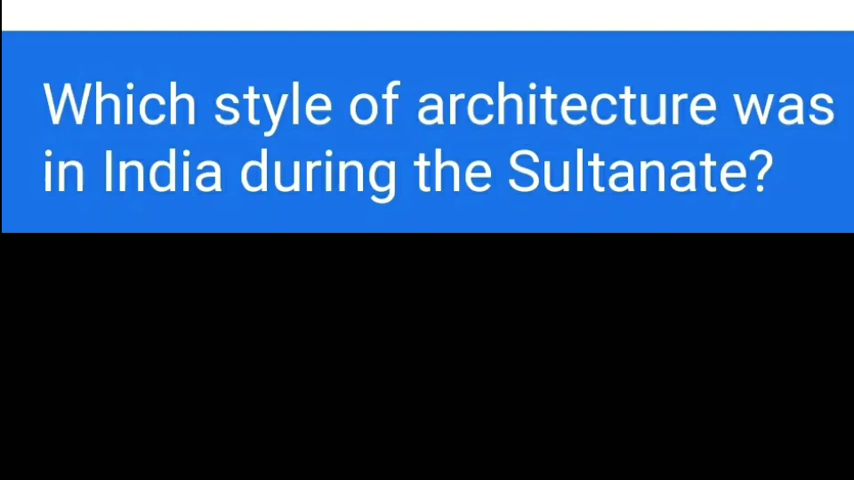 Which style of architecture was
in India during the Sultanate?